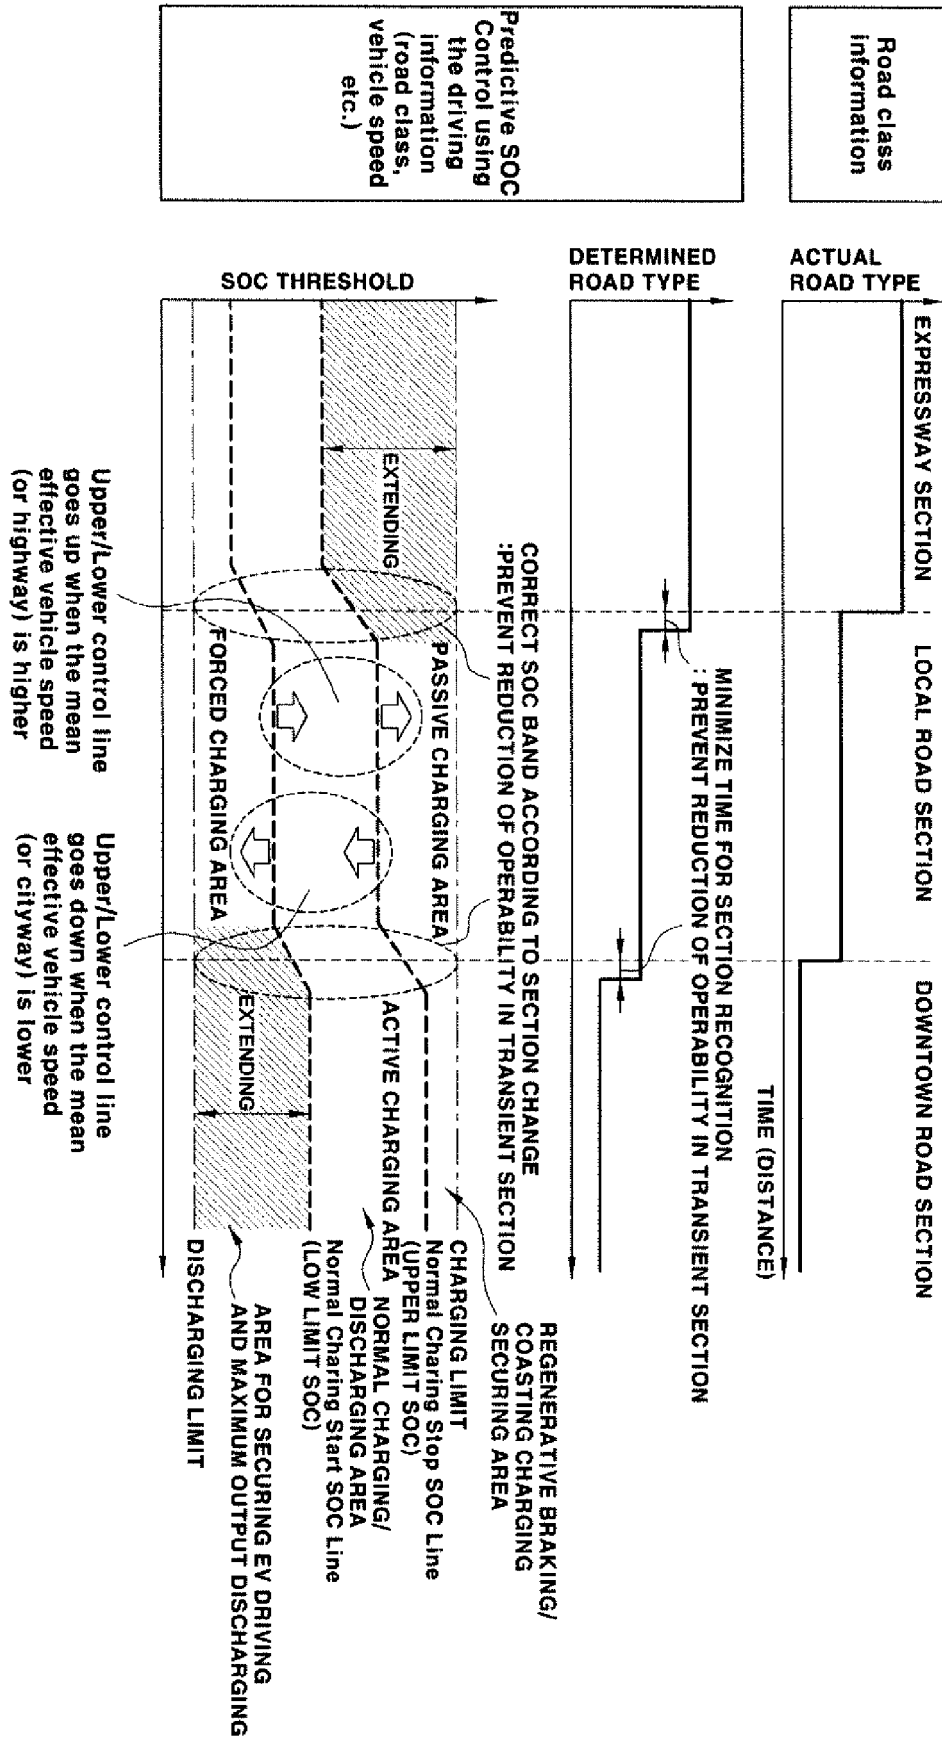 Road class
information
ACTUAL
ROAD TYPE
EXPRESSWAY SECTION
LOCAL ROAD SECTION
DOWNTOWN ROAD SECTION
TIME (DISTANCE)
DETERMINED
ROAD TYPE
MINIMIZE TIME FOR SECTION RECOGNITION
: PREVENT REDUCTION OF OPERABILITY IN TRANSIENT SECTION
Predictive SOC
Control using
the driving
information
(road class,
vehicle speed
etc.)
SOC THRESHOLD
CORRECT SOC BAND ACCORDING TO SECTION CHANGE
:PREVENT REDUCTION OF OPERABILITY IN TRANSIENT SECTION
EXTENDING
PASSIVE CHARGING AREA
FORCED CHARGING AREA
ACTIVE CHARGING AREA
EXTENDING
REGENERATIVE BRAKING/
COASTING CHARGING
SECURING AREA
CHARGING LIMIT
Normal Charing Stop SOC Line
(UPPER LIMIT SOC)
NORMAL CHARGING/
DISCHARGING AREA
Normal Charing Start SOC Line
(LOW LIMIT SOC)
AREA FOR SECURING EV DRIVING
AND MAXIMUM OUTPUT DISCHARGING
DISCHARGING LIMIT
Upper/Lower control line
goes up when the mean
effective vehicle speed
(or highway) is higher
Upper/Lower control line
goes down when the mean
effective vehicle speed
(or cityway) is lower